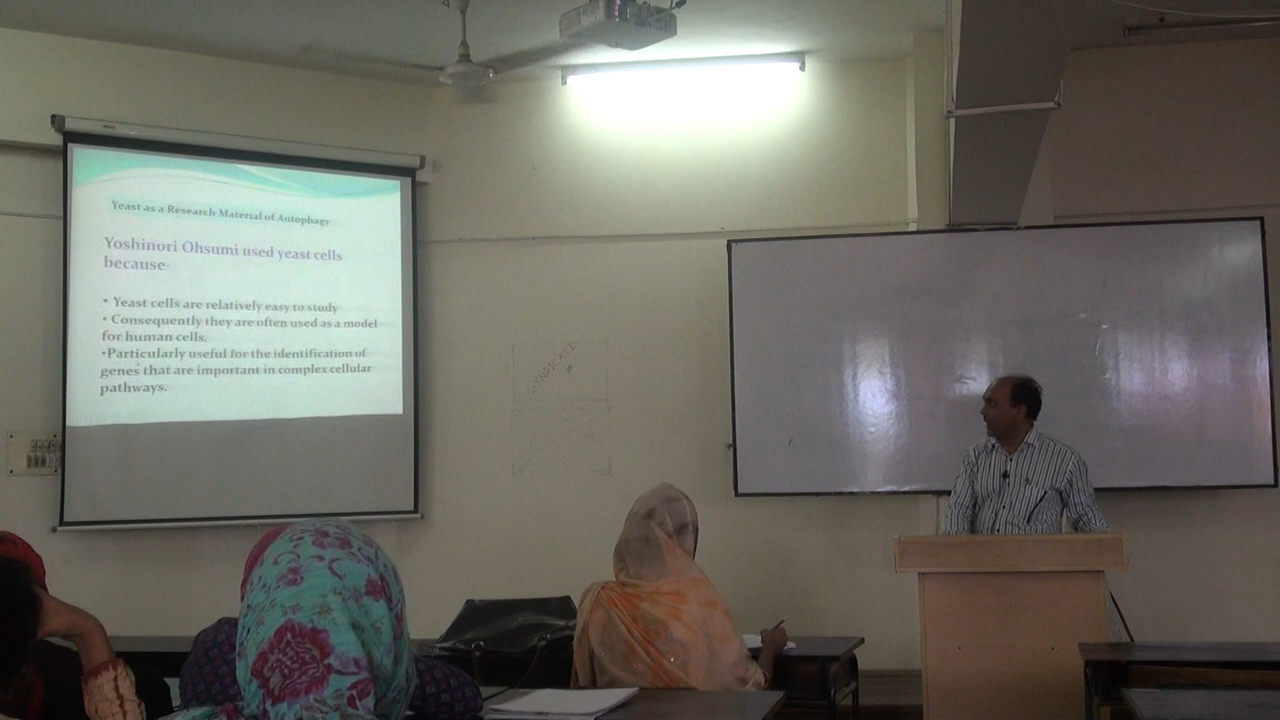 Yeast as a Research Material of Autophagy
Yoshinori Ohsumi used yeast cells
because-
• Yeast cells are relatively easy to study
• Consequently they are often used as a model
for human cells.
•Particularly useful for the identification of
genes that are important in complex cellular
pathways.
SYNDICATE